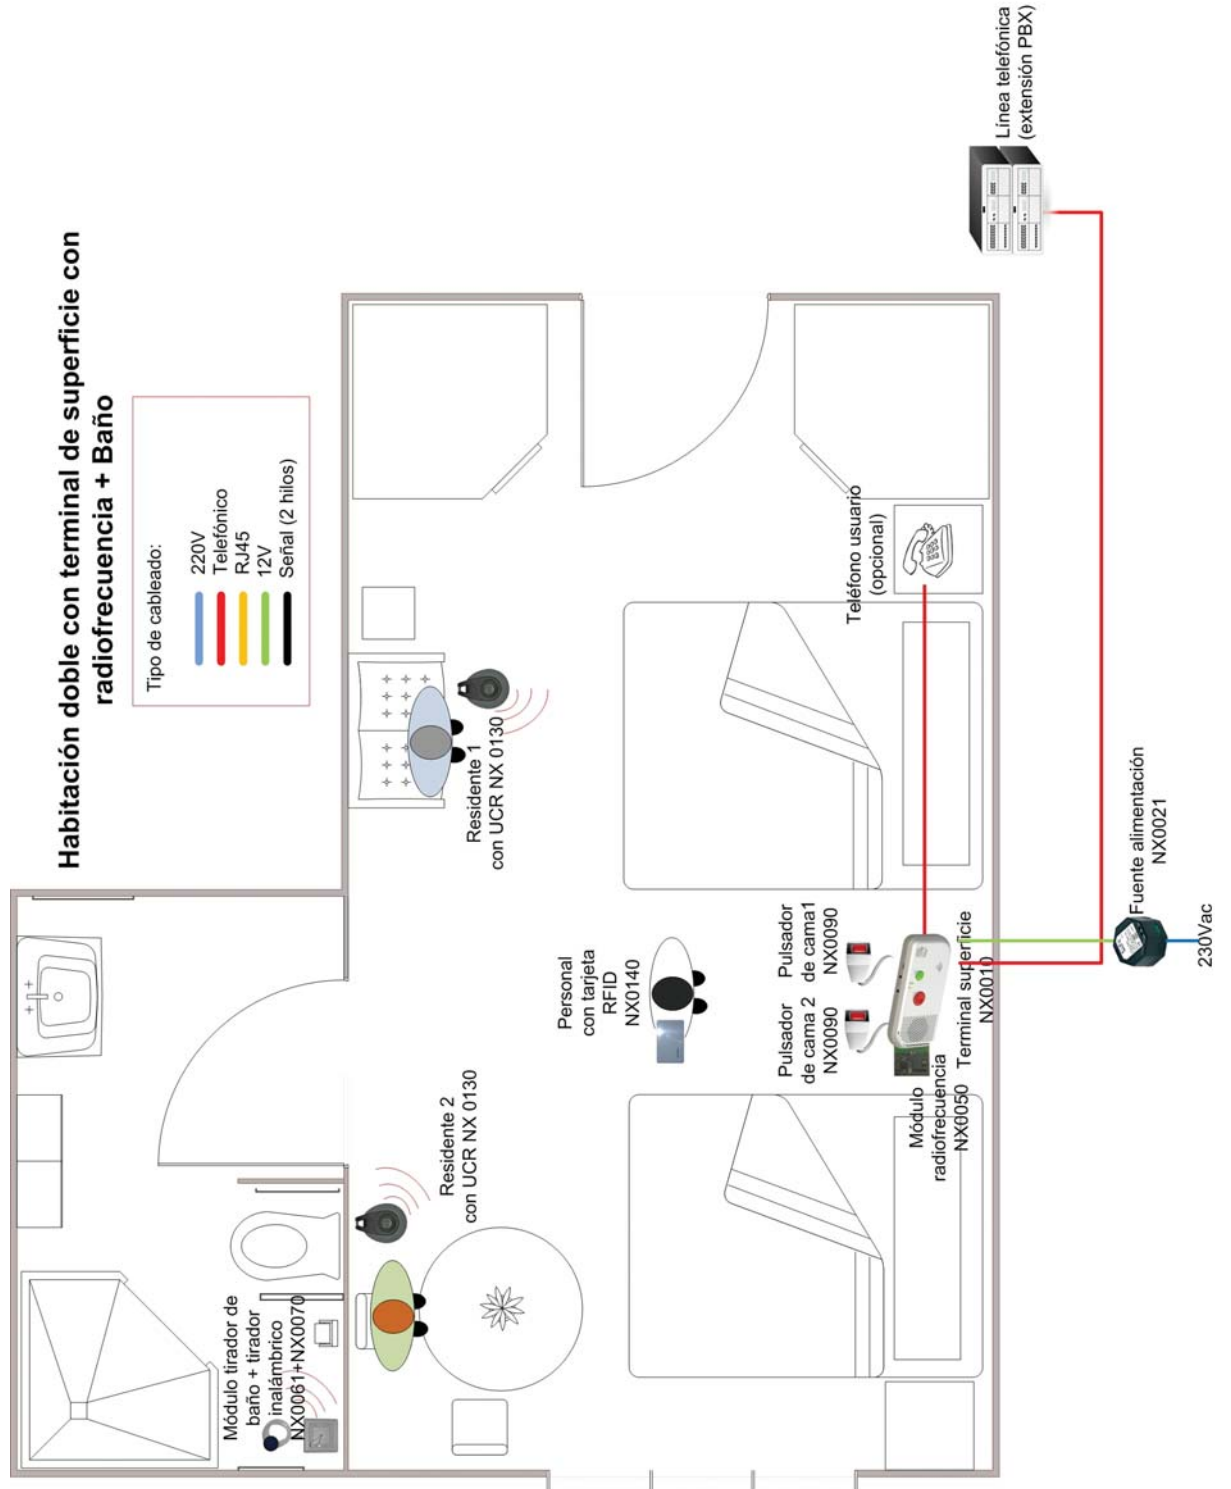 Habitación doble con terminal de superficie con
radiofrecuencia + Baño
Tipo de cableado:
220V
Telefónico
RJ45
12V
Señal (2 hilos)
Línea telefónica
(extensión PBX)
Residente 1
con UCR NX 0130
Teléfono usuario
(opcional)
Residente 2
con UCR NX 0130
Personal
con tarjeta
RFID
NX0140
Pulsador
de cama1
NX0090
Pulsador
de cama 2
NX0090
Terminal superficie
NX0010
Módulo
radiofrecuencia
NX0050
Fuente alimentación
NX0021
230Vac
Módulo tirador de
baño + tirador
inalámbrico
NX0061+NX0070